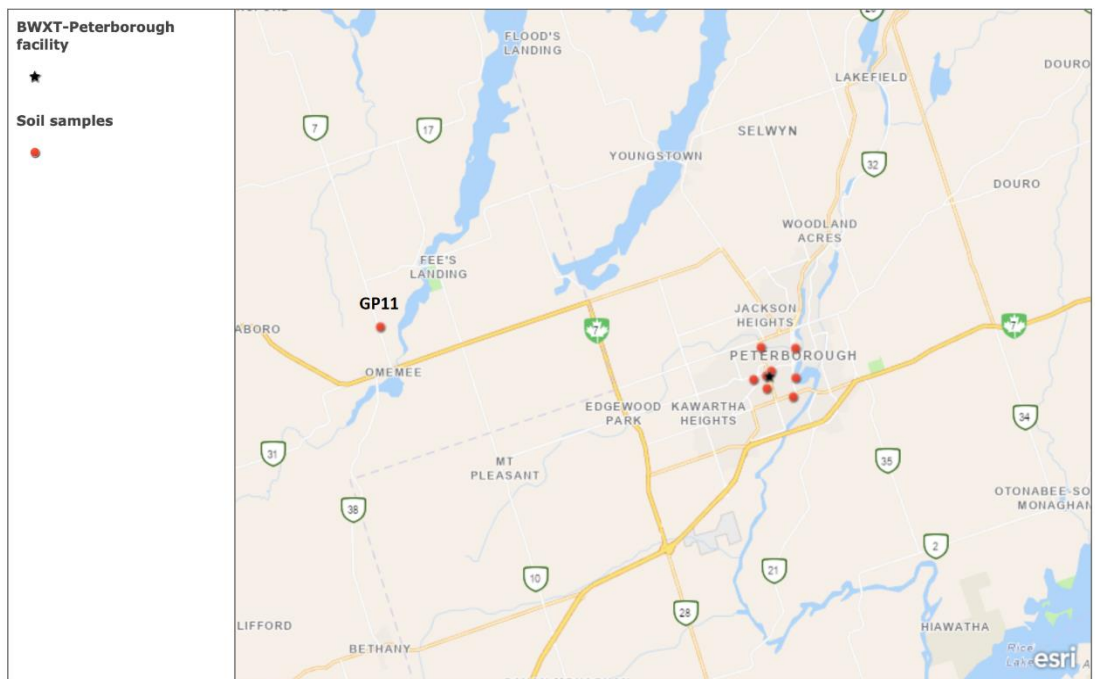 BWXT-Peterborough
facility
Soil samples
FLOOD'S
LANDING
DOURO
LAKEFIELD
7
17
SELWYN
32
YOUNGSTOWN
DOURO
WOODLAND
ACRES
FEE'S
LANDING
GP11
JACKSON
HEIGHTS
7
7
PETERBOROUGH
OMEMEE
EDGEWOOD
PARK
KAWARTHA
HEIGHTS
34
31
MT
PLEASANT
35
OTONABEE-SO
MONAGHAN
38
2
10
21
28
LIFFORD
HIAWATHA
BETHANY
Rice
Lake
esri